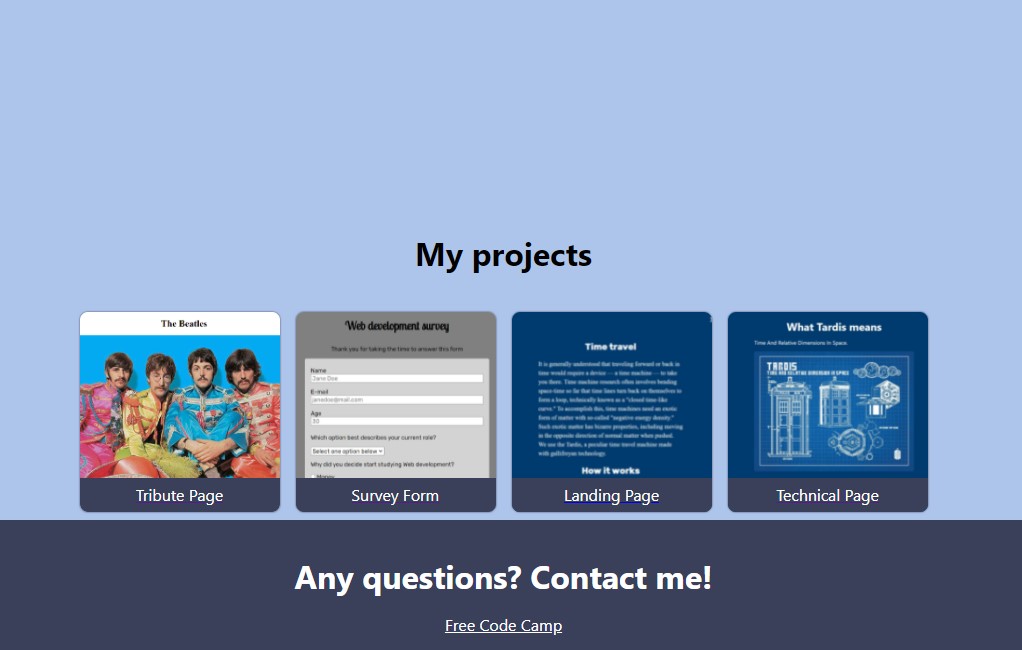 My projects
The Beatles
Tribute Page
Web development survey
Thank you for taking the time to answer this form
Name
Jane Doe
E-mail
janedoe@mail.com
Age
30
Which option best describes your current role?
Select one option below
Why did you decide start studying Web development?
Money
Survey Form
Time travel
It is generally understood that traveling forward or back in
time would require a device — a time machine — to take
you there. Time machine research often involves bending
space-time so far that time lines turn back on themselves to
form a loop, technically known as a "closed time-like
curve." To accomplish this, time machines need an exotic
form of matter with so-called "negative energy density."
Such exotic matter has bizarre properties, including moving
in the opposite direction of normal matter when pushed.
We use the Tardis, a peculiar time travel machine made
with gallifreyan technology.
How it works
Landing Page
What Tardis means
Time And Relative Dimensions In Space.
TARDIS
TIME AND RELATIVE DIMENSION IN SPACE
Technical Page
Any questions? Contact me!
Free Code Camp